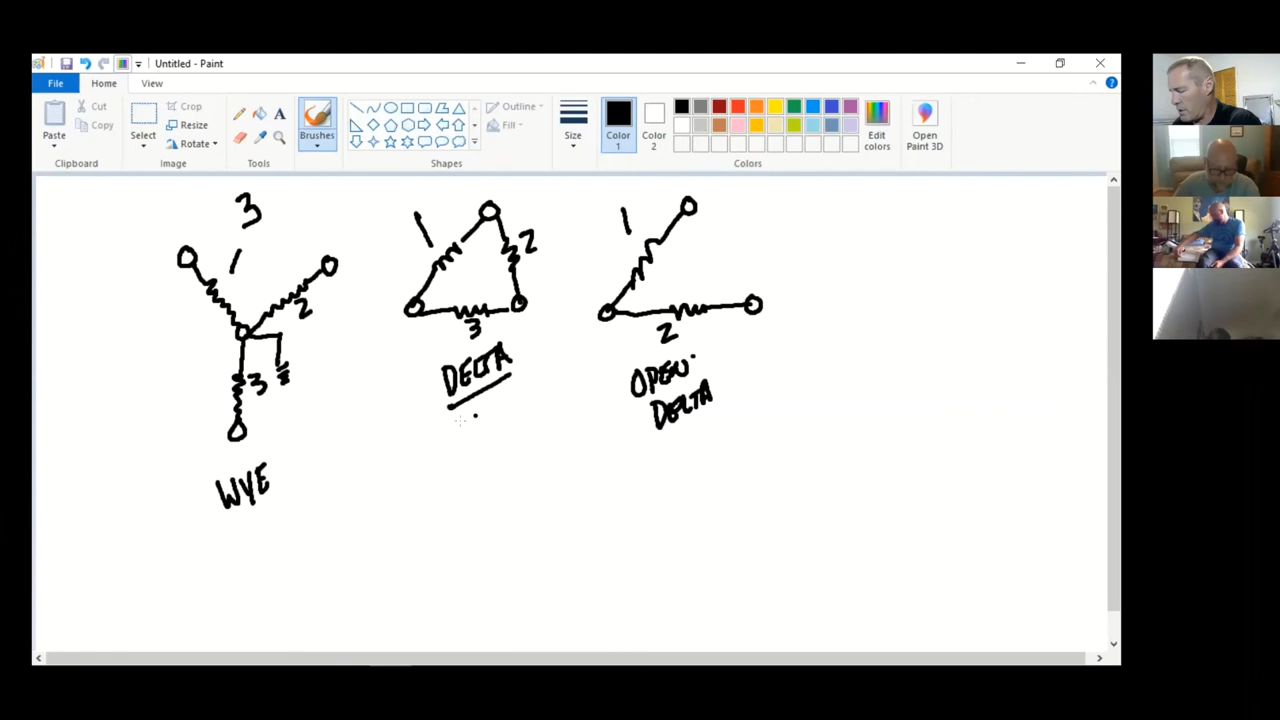 Untitled - Paint
File
Home
View
Paste
Cut
Copy
Clipboard
Select
Crop
Resize
Rotate
Image
A
Tools
Brushes
Outline
Fill
Shapes
Size
Color
1
Color
2
Edit
colors
Colors
Open
Paint 3D
3
1
2
3
WYE
1
2
3
DELTA
1
2
OPEN
DELTA